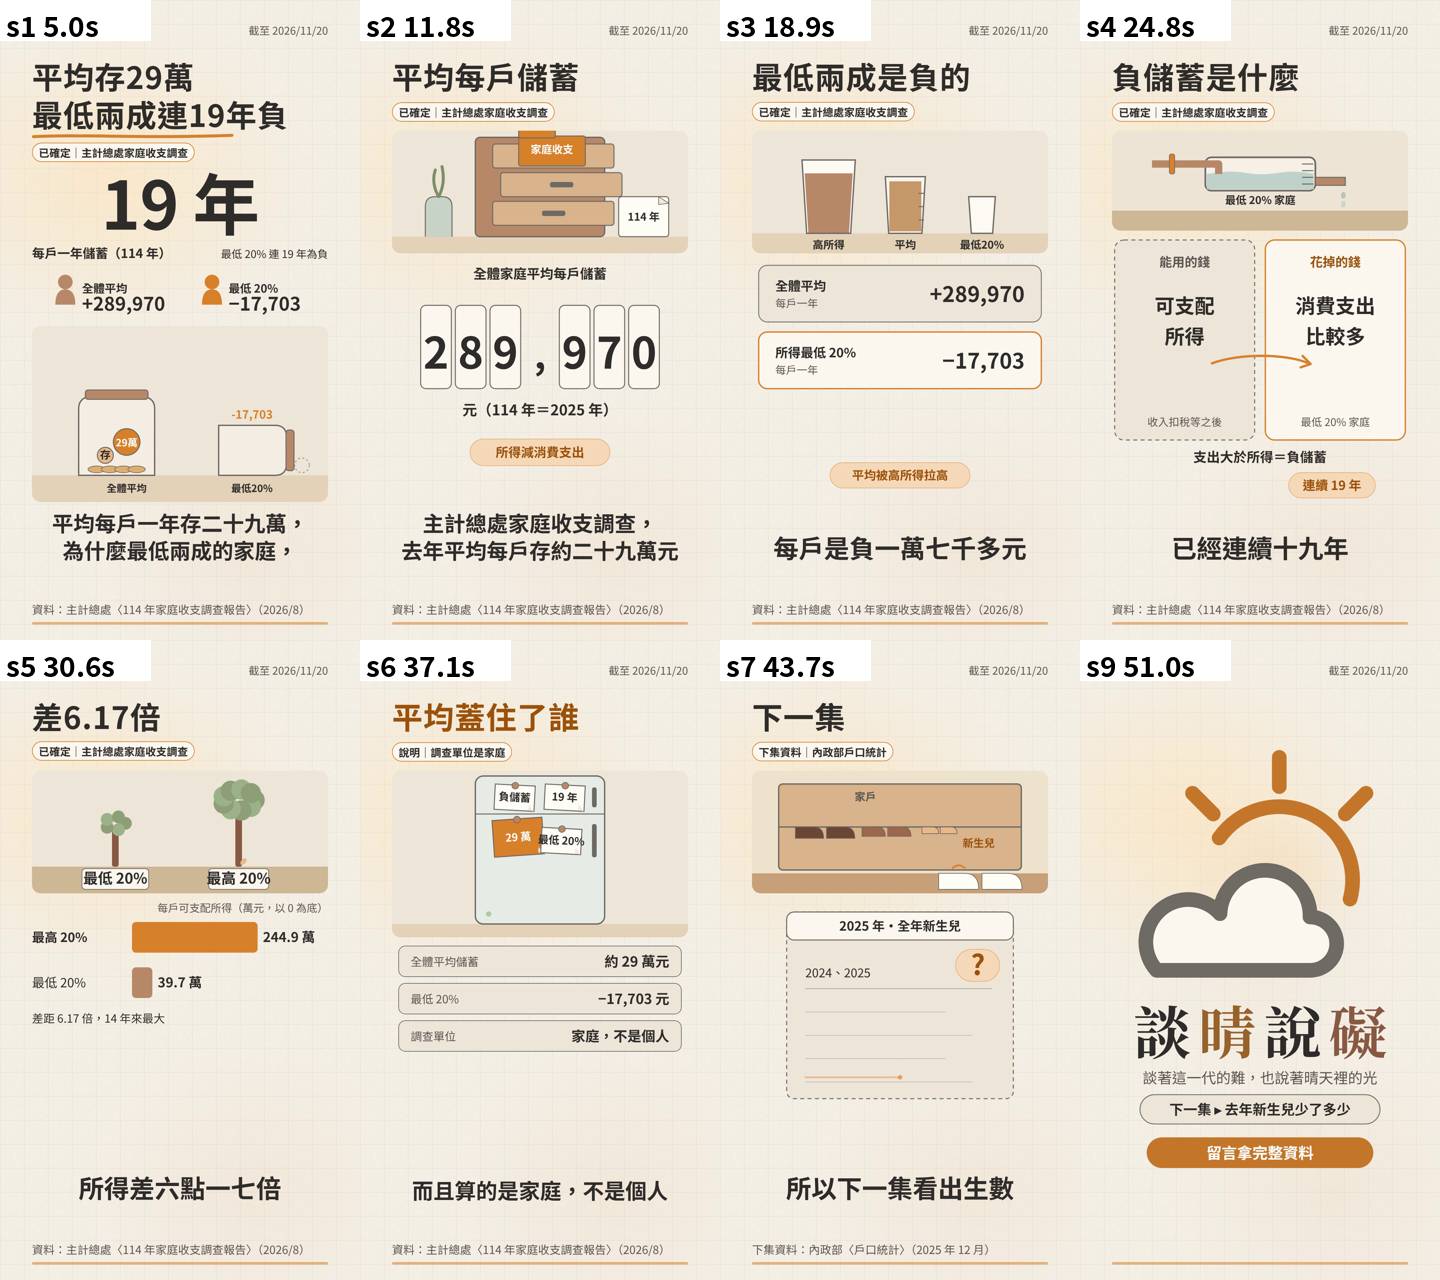 s1 5.0s
截至 2026/11/20
平均存29萬
最低兩成連19年負
已確定｜主計總處家庭收支調查
19 年
每戶一年儲蓄（114 年）
最低 20% 連 19 年為負
全體平均
+289,970
最低 20%
−17,703
29萬
存
-17,703
全體平均
最低20%
平均每戶一年存二十九萬，
為什麼最低兩成的家庭，
資料：主計總處〈114 年家庭收支調查報告〉（2026/8）
s2 11.8s
截至 2026/11/20
平均每戶儲蓄
已確定｜主計總處家庭收支調查
家庭收支
114 年
全體家庭平均每戶儲蓄
289,970
元（114 年＝2025 年）
所得減消費支出
主計總處家庭收支調查，
去年平均每戶存約二十九萬元
資料：主計總處〈114 年家庭收支調查報告〉（2026/8）
s3 18.9s
截至 2026/11/20
最低兩成是負的
已確定｜主計總處家庭收支調查
高所得
平均
最低20%
全體平均
每戶一年
+289,970
所得最低 20%
每戶一年
−17,703
平均被高所得拉高
每戶是負一萬七千多元
資料：主計總處〈114 年家庭收支調查報告〉（2026/8）
s4 24.8s
截至 2026/11/20
負儲蓄是什麼
已確定｜主計總處家庭收支調查
最低 20% 家庭
能用的錢
可支配
所得
收入扣稅等之後
花掉的錢
消費支出
比較多
最低 20% 家庭
支出大於所得＝負儲蓄
連續 19 年
已經連續十九年
資料：主計總處〈114 年家庭收支調查報告〉（2026/8）
s5 30.6s
截至 2026/11/20
差6.17倍
已確定｜主計總處家庭收支調查
最低 20%
最高 20%
每戶可支配所得（萬元，以 0 為底）
最高 20%
244.9 萬
最低 20%
39.7 萬
差距 6.17 倍，14 年來最大
所得差六點一七倍
資料：主計總處〈114 年家庭收支調查報告〉（2026/8）
s6 37.1s
截至 2026/11/20
平均蓋住了誰
說明｜調查單位是家庭
負儲蓄
19 年
29 萬
最低 20%
全體平均儲蓄
約 29 萬元
最低 20%
−17,703 元
調查單位
家庭，不是個人
而且算的是家庭，不是個人
資料：主計總處〈114 年家庭收支調查報告〉（2026/8）
s7 43.7s
截至 2026/11/20
下一集
下集資料｜內政部戶口統計
家戶
新生兒
2025 年・全年新生兒
2024、2025
?
所以下一集看出生數
下集資料：內政部〈戶口統計〉（2025 年 12 月）
s9 51.0s
截至 2026/11/20
談晴說礙
談著這一代的難，也說著晴天裡的光
下一集 ▸ 去年新生兒少了多少
留言拿完整資料